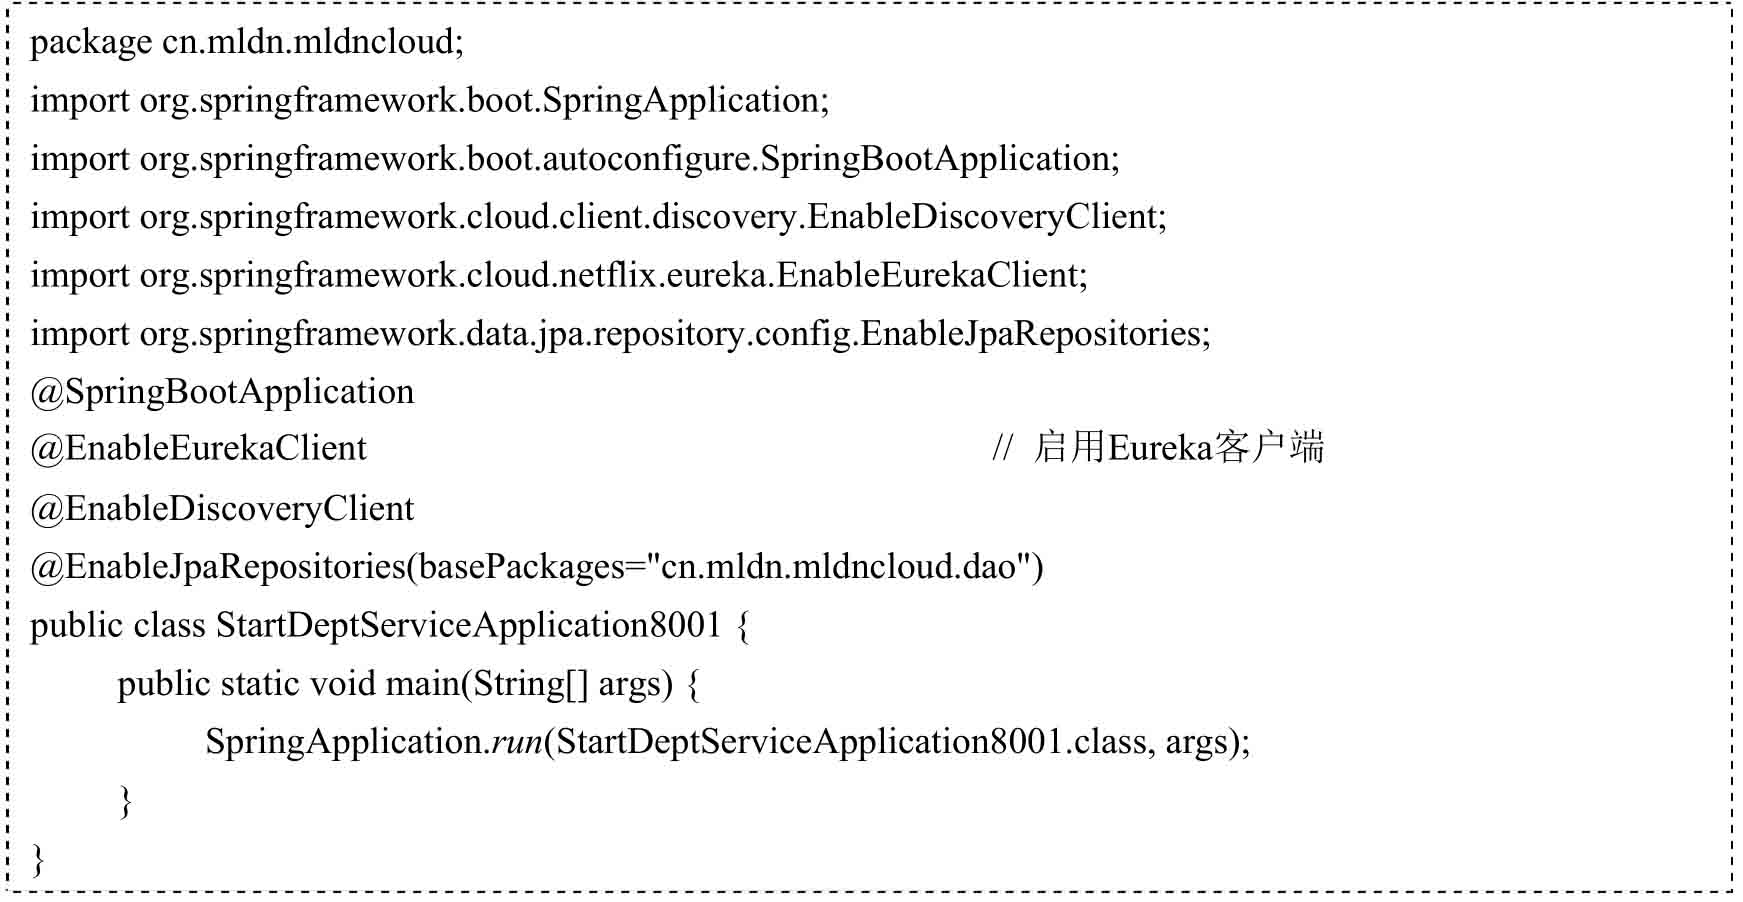 package cn.mldn.mldncloud;
import org.springframework.boot.SpringApplication;
import org.springframework.boot.autoconfigure.SpringBootApplication;
import org.springframework.cloud.client.discovery.EnableDiscoveryClient;
import org.springframework.cloud.netflix.eureka.EnableEurekaClient;
import org.springframework.data.jpa.repository.config.EnableJpaRepositories;
@SpringBootApplication
@EnableEurekaClient // 启用Eureka客户端
@EnableDiscoveryClient
@EnableJpaRepositories(basePackages="cn.mldn.mldncloud.dao")
public class StartDeptServiceApplication8001 {
public static void main(String[] args) {
SpringApplication.run(StartDeptServiceApplication8001.class, args);
}
}